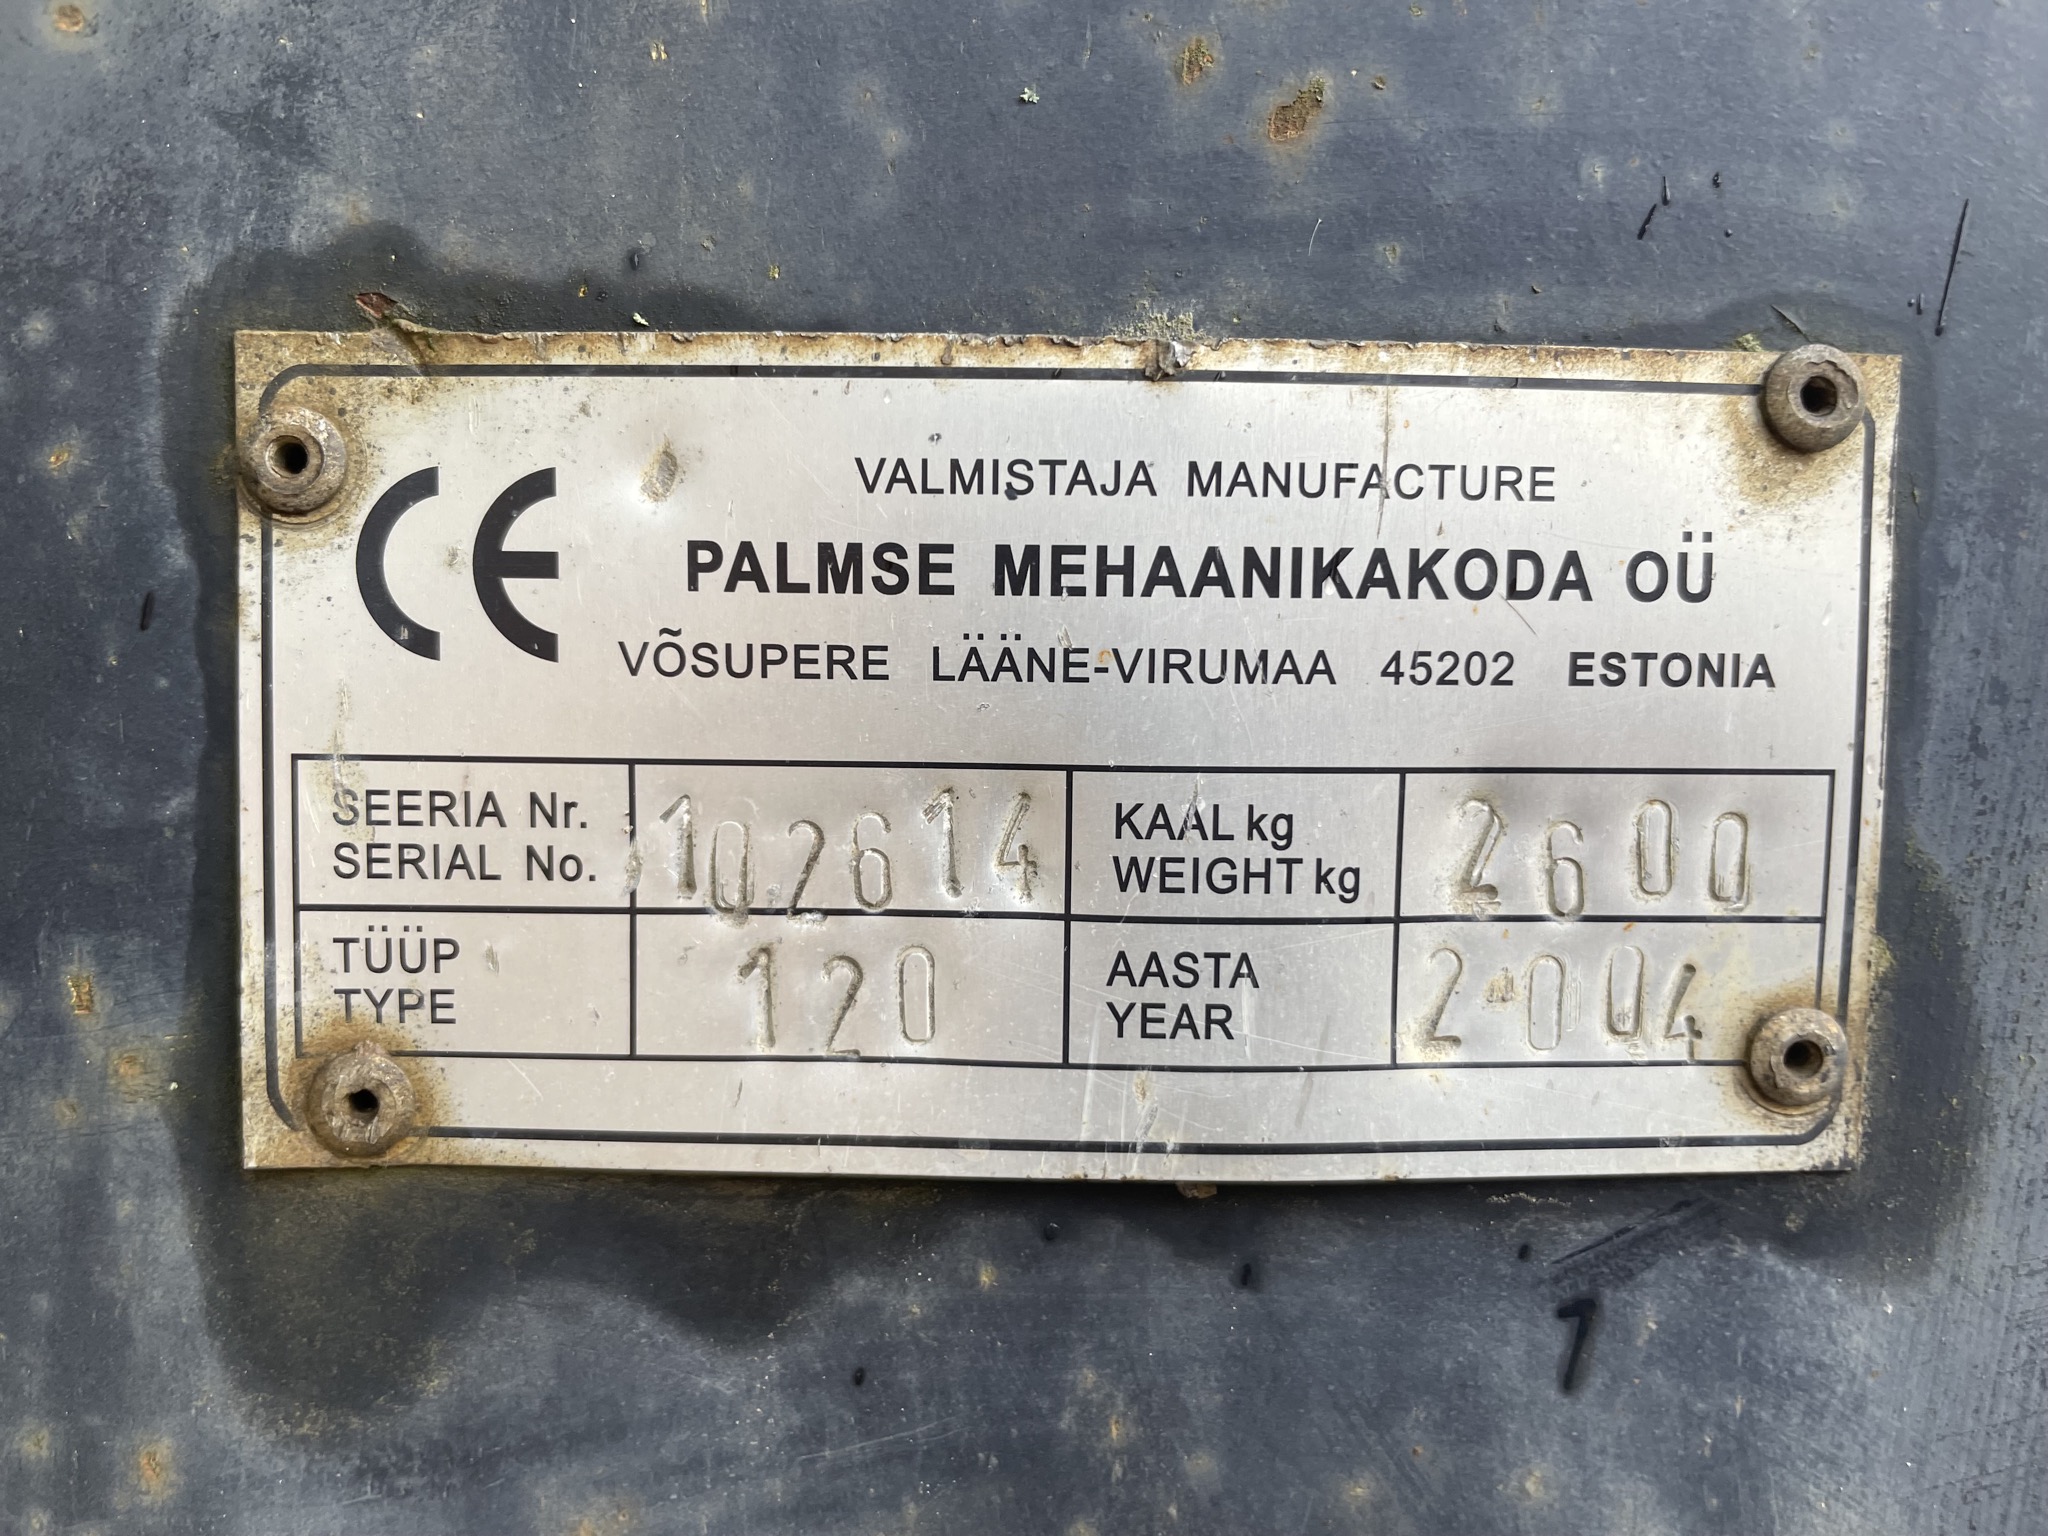 CE
VALMISTAJA MANUFACTURE
PALMSE MEHAANIKAKODA OÜ
VÕSUPERE LÄÄNE-VIRUMAA 45202 ESTONIA
SEERIA Nr.
SERIAL No.
102614
KAAL kg
WEIGHT kg
2600
TÜÜP
TYPE
120
AASTA
YEAR
2004